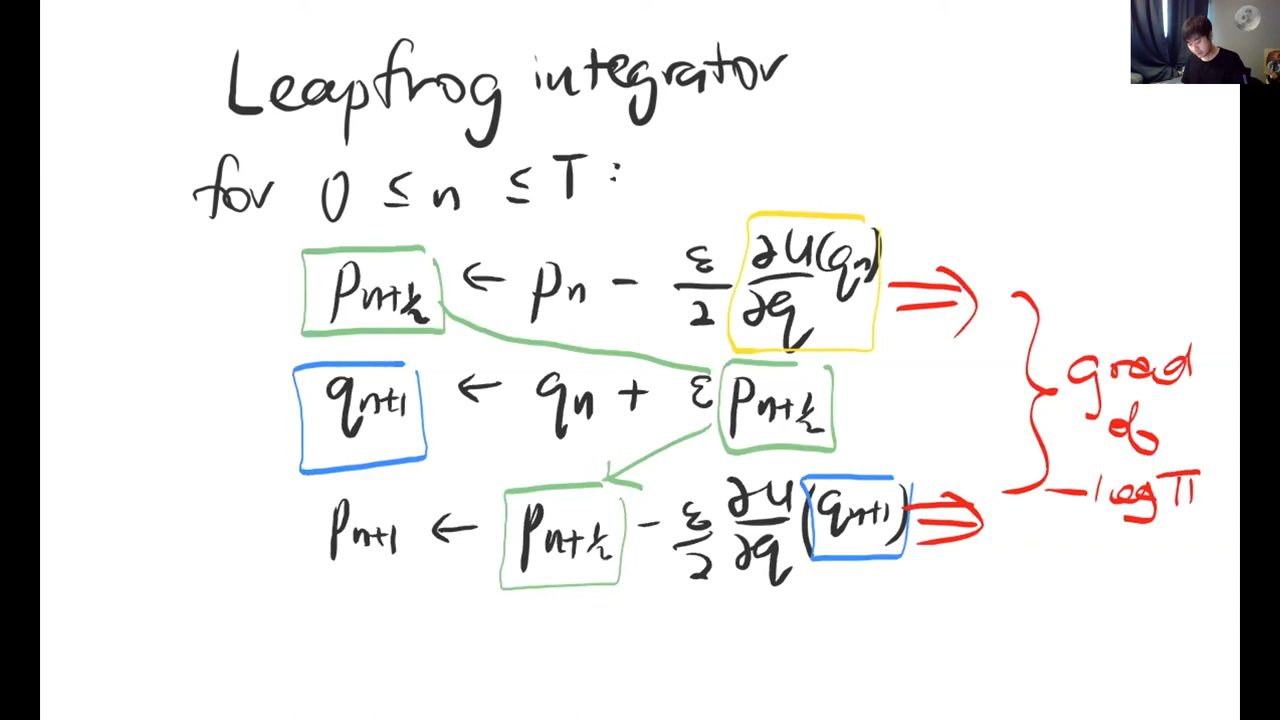 Leapfrog integrator
for 0 ≤ n ≤ T :
p_{n+½} ← p_n − ε/2 ∂U(q_n)/∂q ⇒
q_{n+1} ← q_n + ε p_{n+½}
p_{n+1} ← p_{n+½} − ε/2 ∂U/∂q (q_{n+1}) ⇒
grad
of
−log π